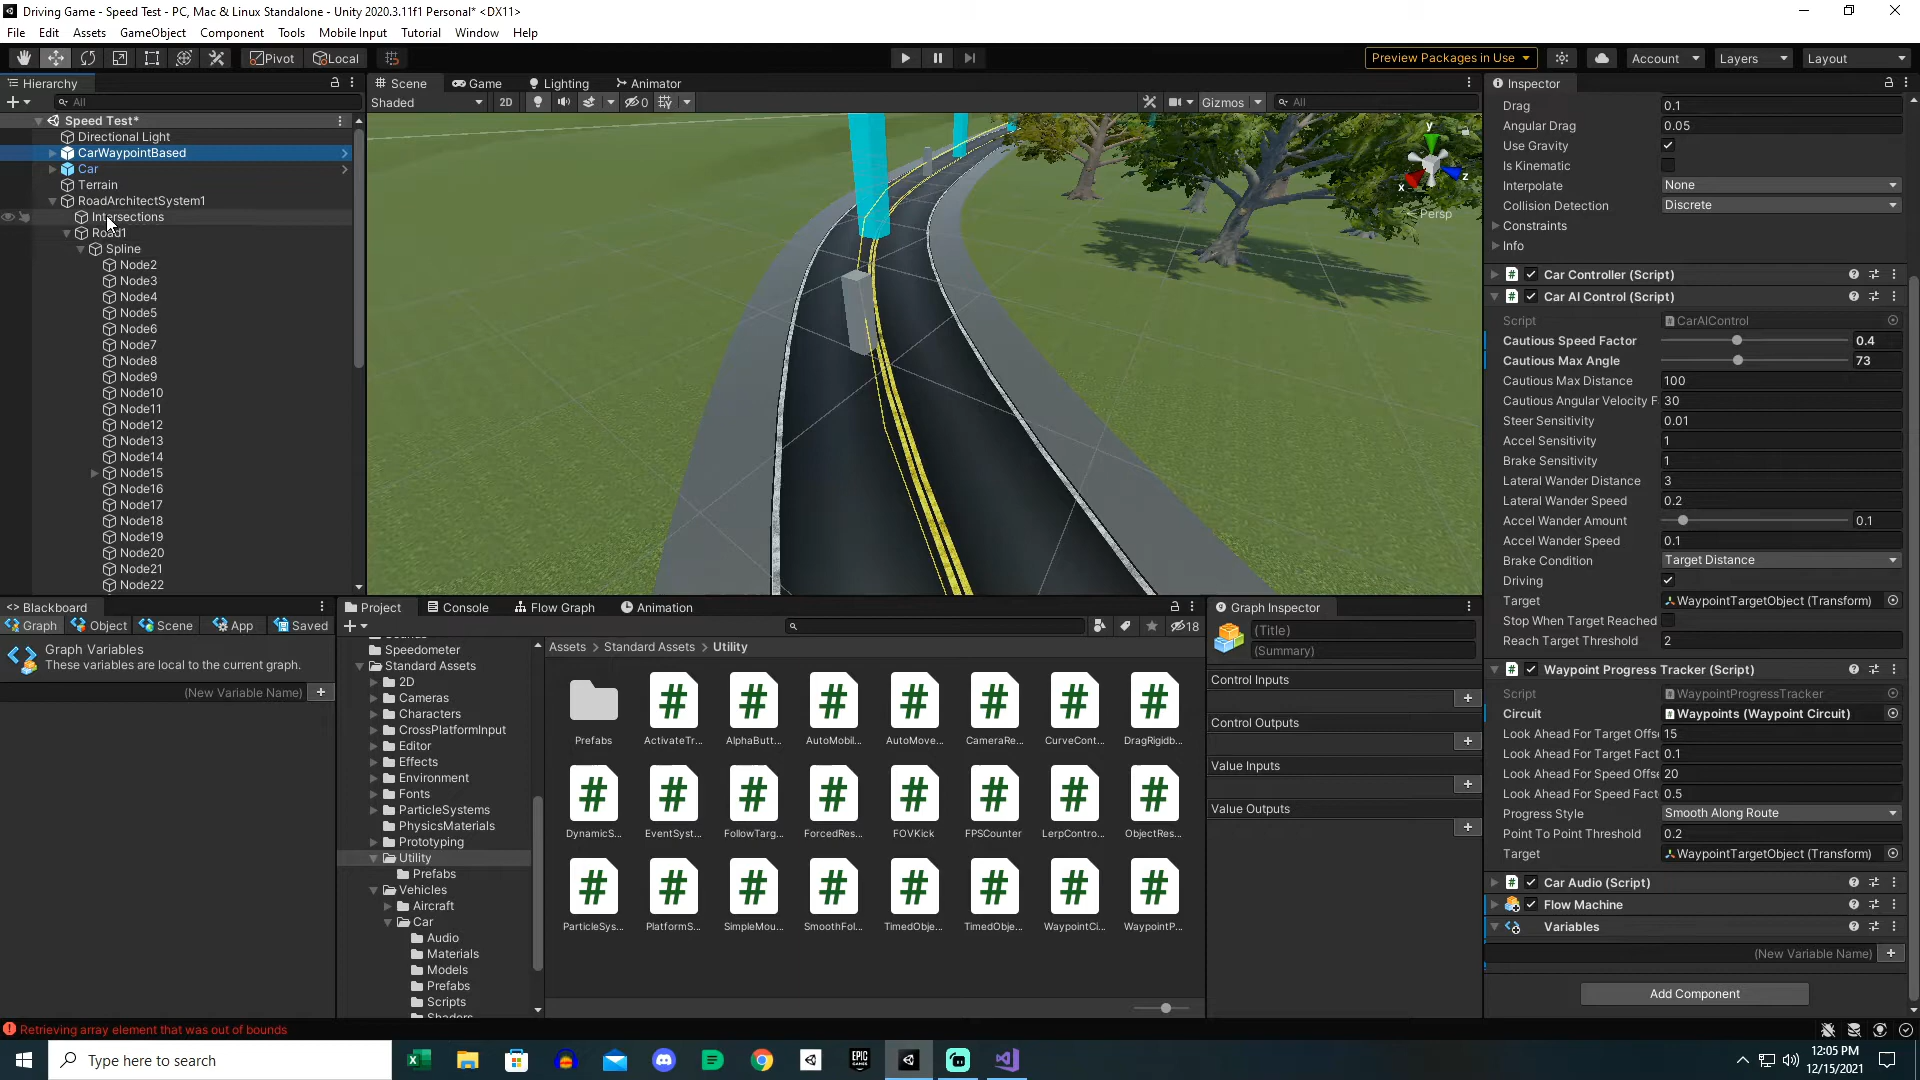 Driving Game - Speed Test - PC, Mac & Linux Standalone - Unity 2020.3.11f1 Personal* <DX11>
File Edit Assets GameObject Component Tools Mobile Input Tutorial Window Help
Pivot Local Preview Packages in Use Account Layers Layout
Hierarchy
All
Speed Test*
Directional Light
CarWaypointBased
Car
Terrain
RoadArchitectSystem1
Intersections
Road1
Spline
Node2
Node3
Node4
Node5
Node6
Node7
Node8
Node9
Node10
Node11
Node12
Node13
Node14
Node15
Node16
Node17
Node18
Node19
Node20
Node21
Node22
Scene Game Lighting Animator
Shaded 2D 0 Gizmos All
y
x
z
Persp
Inspector
Drag 0.1
Angular Drag 0.05
Use Gravity
Is Kinematic
Interpolate None
Collision Detection Discrete
Constraints
Info
Car Controller (Script)
Car AI Control (Script)
Script CarAIControl
Cautious Speed Factor 0.4
Cautious Max Angle 73
Cautious Max Distance 100
Cautious Angular Velocity F 30
Steer Sensitivity 0.01
Accel Sensitivity 1
Brake Sensitivity 1
Lateral Wander Distance 3
Lateral Wander Speed 0.2
Accel Wander Amount 0.1
Accel Wander Speed 0.1
Brake Condition Target Distance
Driving
Target WaypointTargetObject (Transform)
Stop When Target Reached
Reach Target Threshold 2
Waypoint Progress Tracker (Script)
Script WaypointProgressTracker
Circuit Waypoints (Waypoint Circuit)
Look Ahead For Target Offs 15
Look Ahead For Target Fact 0.1
Look Ahead For Speed Offse 20
Look Ahead For Speed Fact 0.5
Progress Style Smooth Along Route
Point To Point Threshold 0.2
Target WaypointTargetObject (Transform)
Car Audio (Script)
Flow Machine
Variables
(New Variable Name)
Add Component
<> Blackboard
Graph Object Scene App Saved
Graph Variables
These variables are local to the current graph.
(New Variable Name)
Project Console Flow Graph Animation
18
Speedometer
Standard Assets
2D
Cameras
Characters
CrossPlatformInput
Editor
Effects
Environment
Fonts
ParticleSystems
PhysicsMaterials
Prototyping
Utility
Prefabs
Vehicles
Aircraft
Car
Audio
Materials
Models
Prefabs
Scripts
Assets > Standard Assets > Utility
Prefabs ActivateTr... AlphaButt... AutoMobil... AutoMove... CameraRe... CurveCont... DragRigidb...
DynamicS... EventSyst... FollowTarg... ForcedRes... FOVKick FPSCounter LerpContro... ObjectRes...
ParticleSys... PlatformS... SimpleMou... SmoothFol... TimedObje... TimedObje... WaypointCi... WaypointP...
Graph Inspector
(Title)
(Summary)
Control Inputs
Control Outputs
Value Inputs
Value Outputs
Retrieving array element that was out of bounds
Type here to search
EPIC
GAMES
12:05 PM
12/15/2021